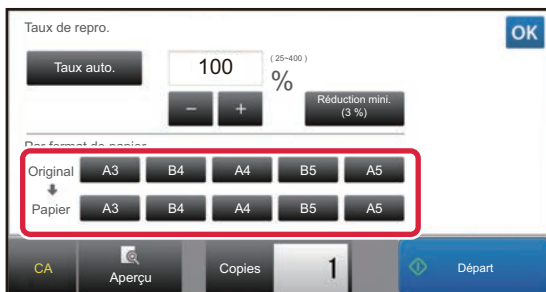 Taux de repro.
OK
Taux auto.
100
( 25~400 )
%
−
+
Réduction mini.
(3 %)
Par format de papier
Original
A3
B4
A4
B5
A5
Papier
A3
B4
A4
B5
A5
CA
Aperçu
Copies
1
Départ